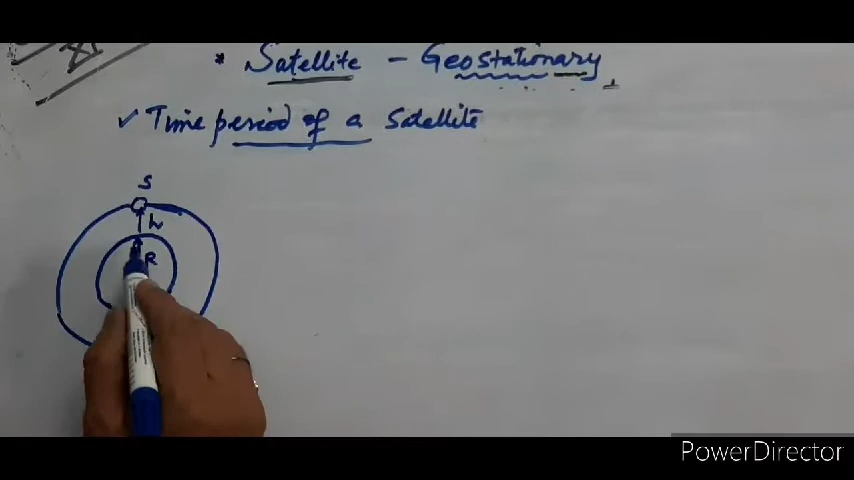 * Satellite - Geostationary
✓ Time period of a Satellite
S
h
R
PowerDirector